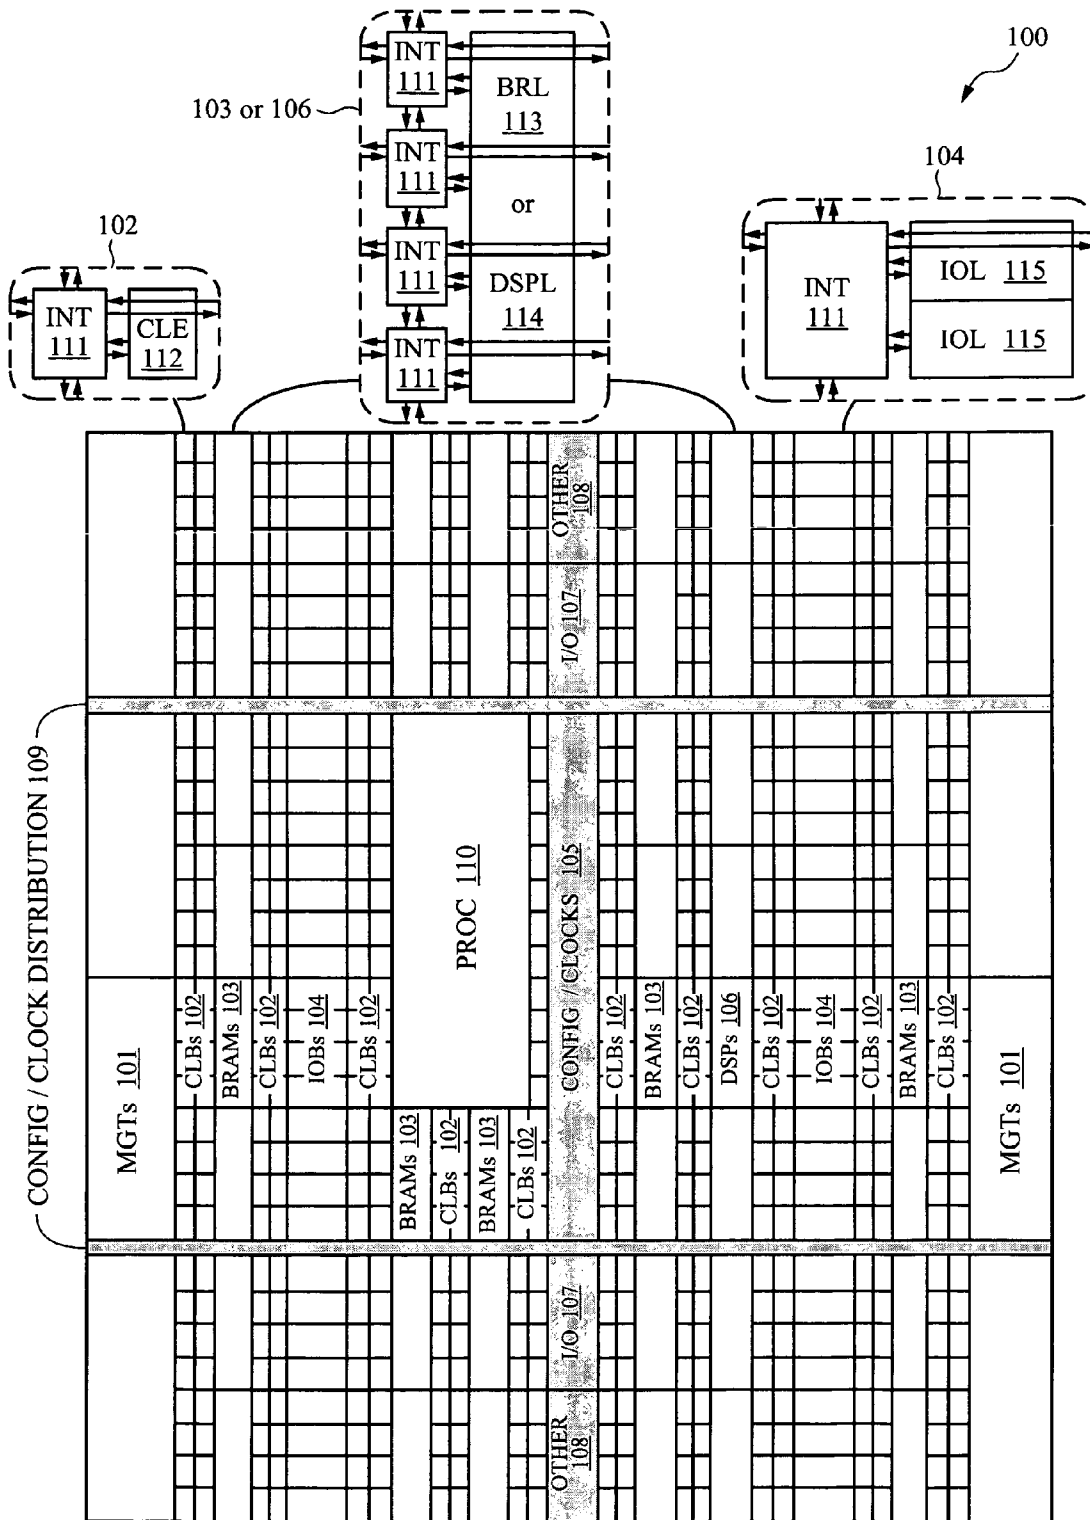 100
103 or 106
INT
111
INT
111
INT
111
INT
111
BRL
113
or
DSPL
114
104
INT
111
IOL 115
IOL 115
102
INT
111
CLE
112
OTHER
108
I/O 107
CONFIG / CLOCK DISTRIBUTION 109
PROC 110
CONFIG / CLOCKS 105
MGTs 101
CLBs 102
BRAMs 103
CLBs 102
IOBs 104
CLBs 102
BRAMs 103
CLBs 102
BRAMs 103
CLBs 102
CLBs 102
BRAMs 103
CLBs 102
DSPs 106
CLBs 102
IOBs 104
CLBs 102
BRAMs 103
CLBs 102
MGTs 101
I/O 107
OTHER
108